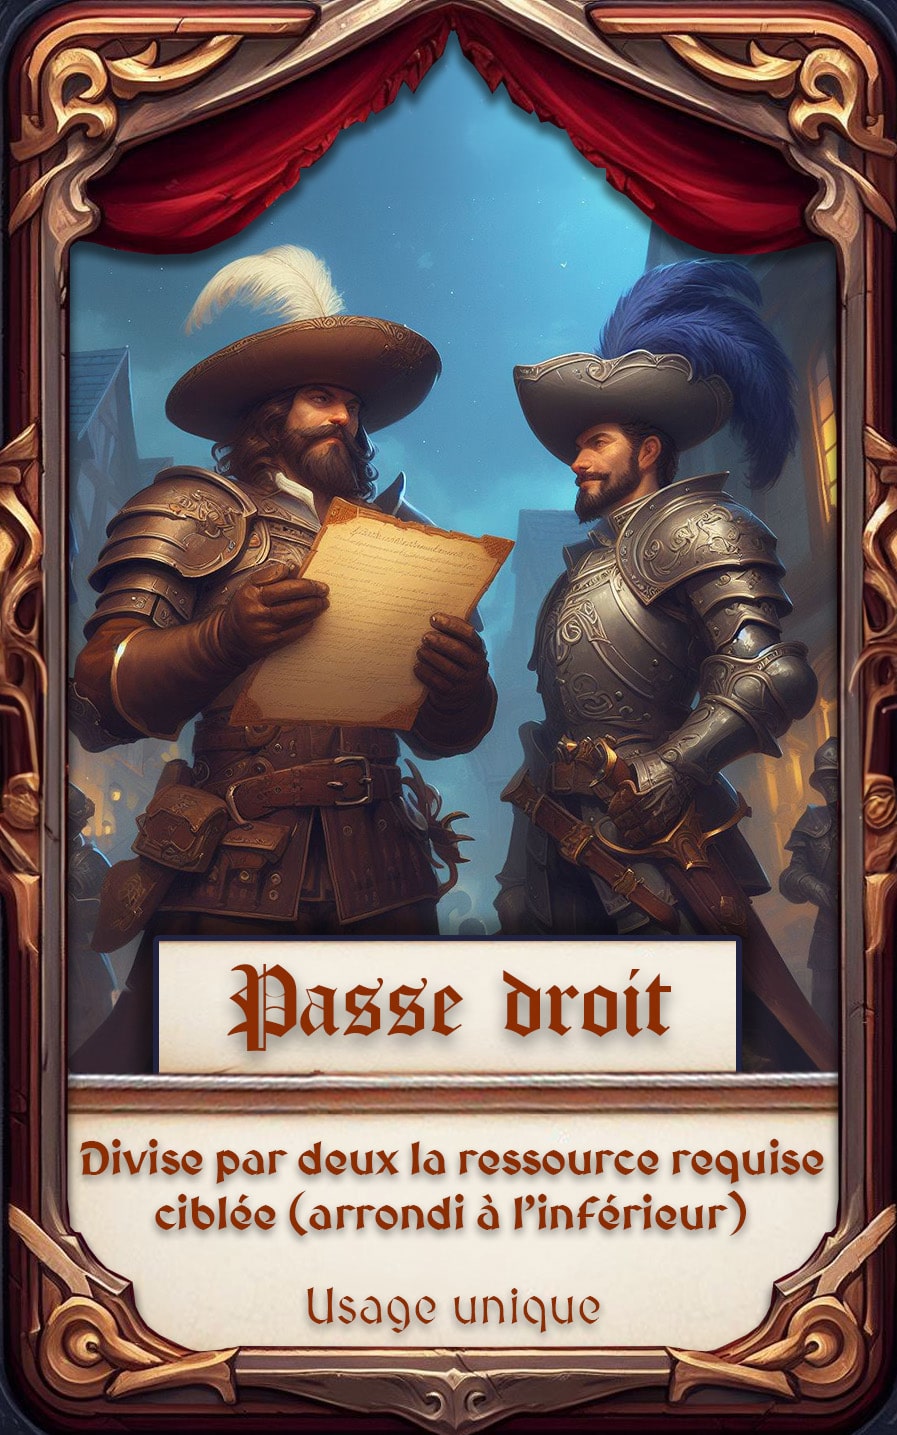 Passe droit
Divise par deux la ressource requise
ciblée (arrondi à l'inférieur)
Usage unique